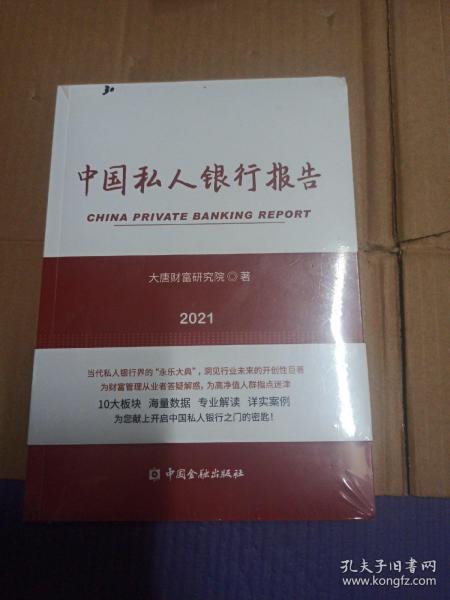 30
中国私人银行报告
CHINA PRIVATE BANKING REPORT
大唐财富研究院◎著
2021
当代私人银行界的“永乐大典”，洞见行业未来的开创性巨著
为财富管理从业者答疑解惑，为高净值人群指点迷津
10大板块 海量数据 专业解读 详实案例
为您献上开启中国私人银行之门的密匙！
中国金融出版社
孔夫子旧书网
www.kongfz.com